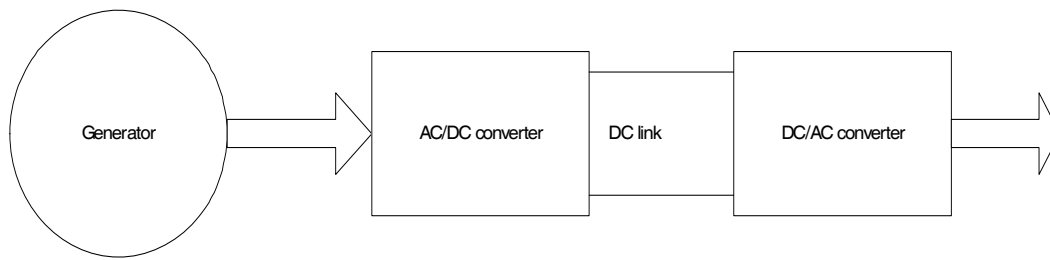 Generator
AC/DC converter
DC link
DC/AC converter